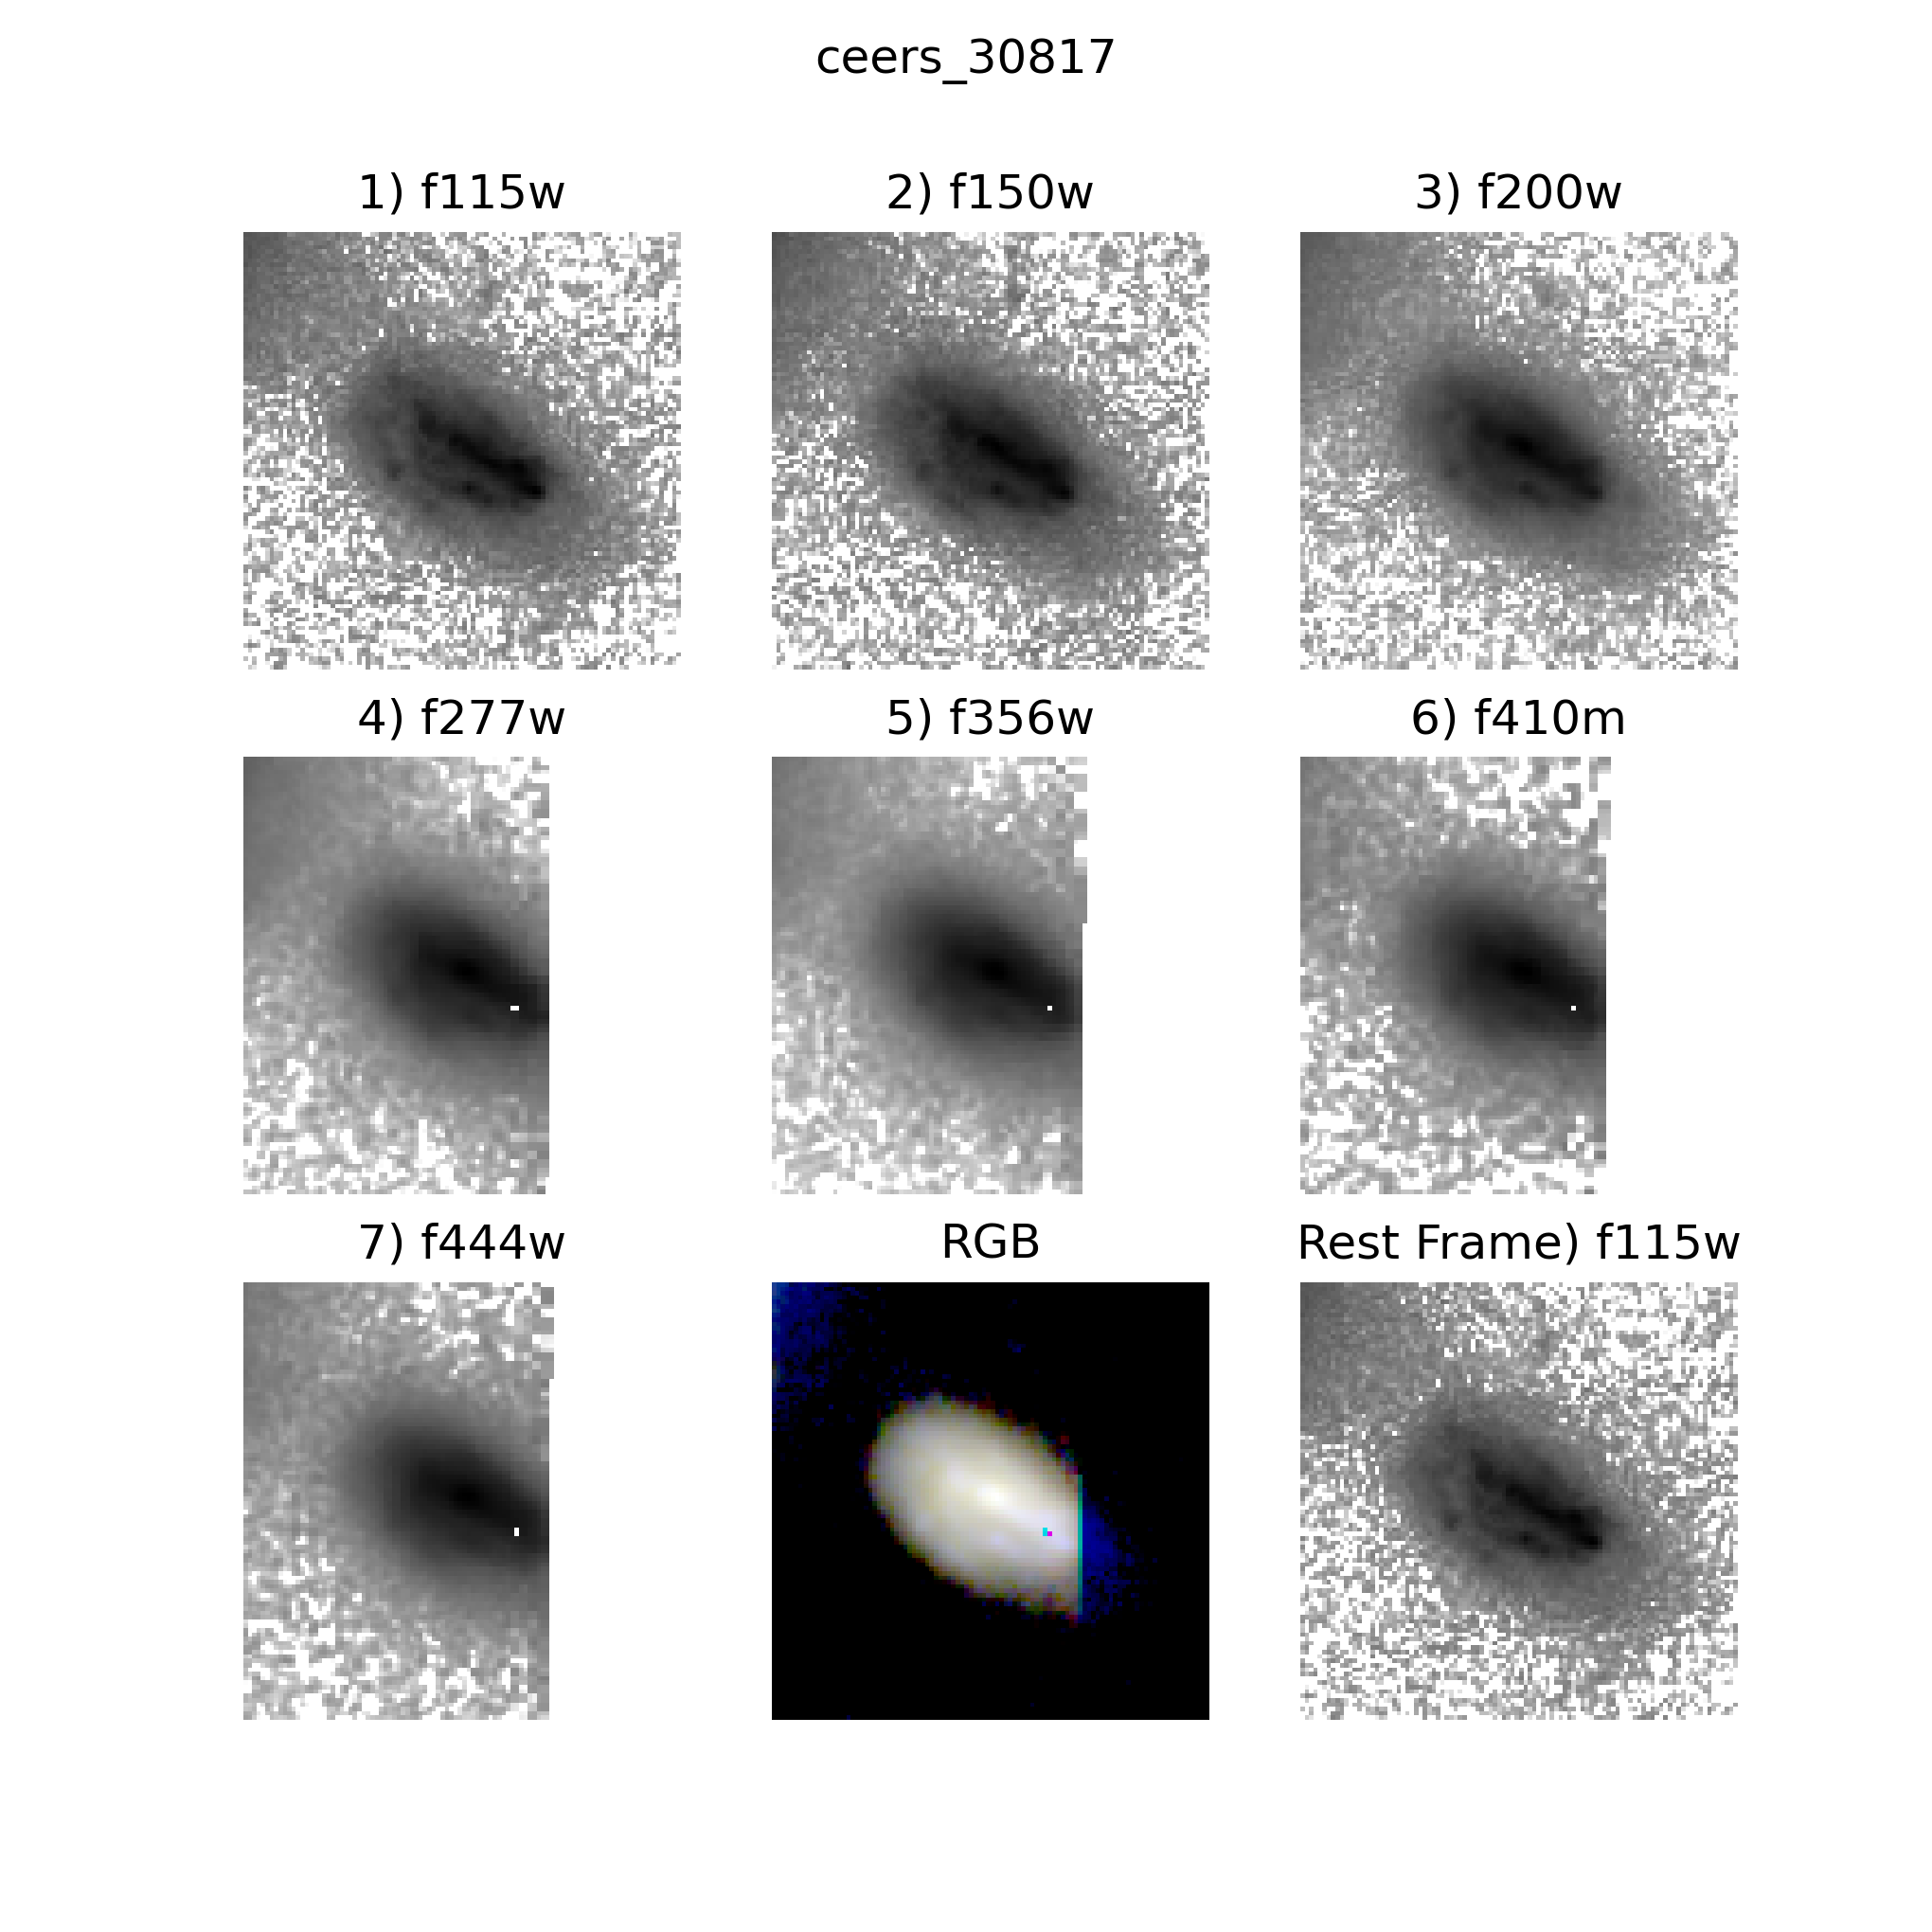 ceers_30817
1) f115w
2) f150w
3) f200w
4) f277w
5) f356w
6) f410m
7) f444w
RGB
Rest Frame) f115w